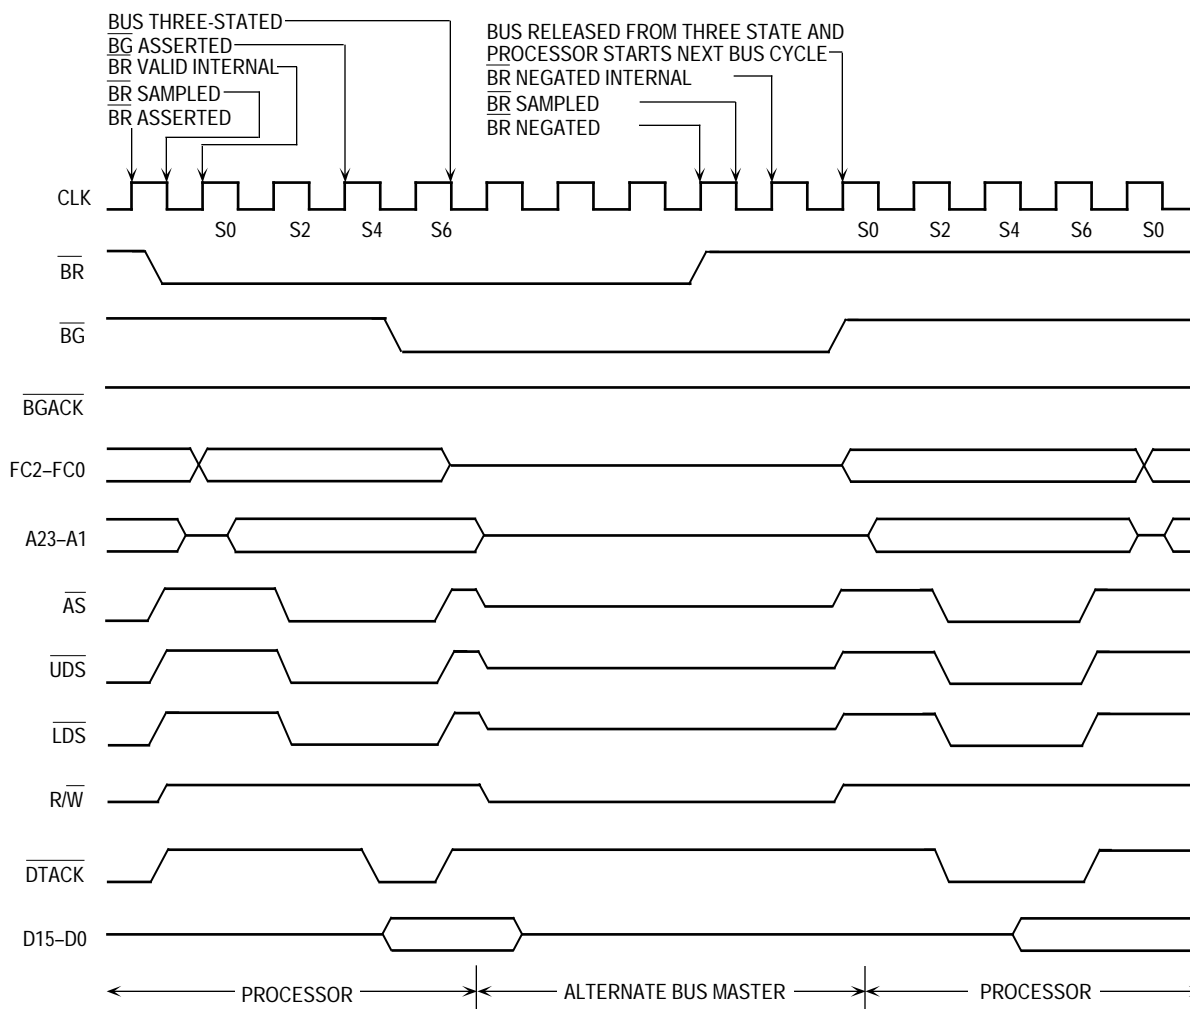 BUS THREE-STATED
BG ASSERTED
BR VALID INTERNAL
BR SAMPLED
BR ASSERTED
BUS RELEASED FROM THREE STATE AND
PROCESSOR STARTS NEXT BUS CYCLE
BR NEGATED INTERNAL
BR SAMPLED
BR NEGATED
CLK
S0 S2 S4 S6 S0 S2 S4 S6 S0
BR
BG
BGACK
FC2–FC0
A23–A1
AS
UDS
LDS
R/W
DTACK
D15–D0
PROCESSOR ALTERNATE BUS MASTER PROCESSOR